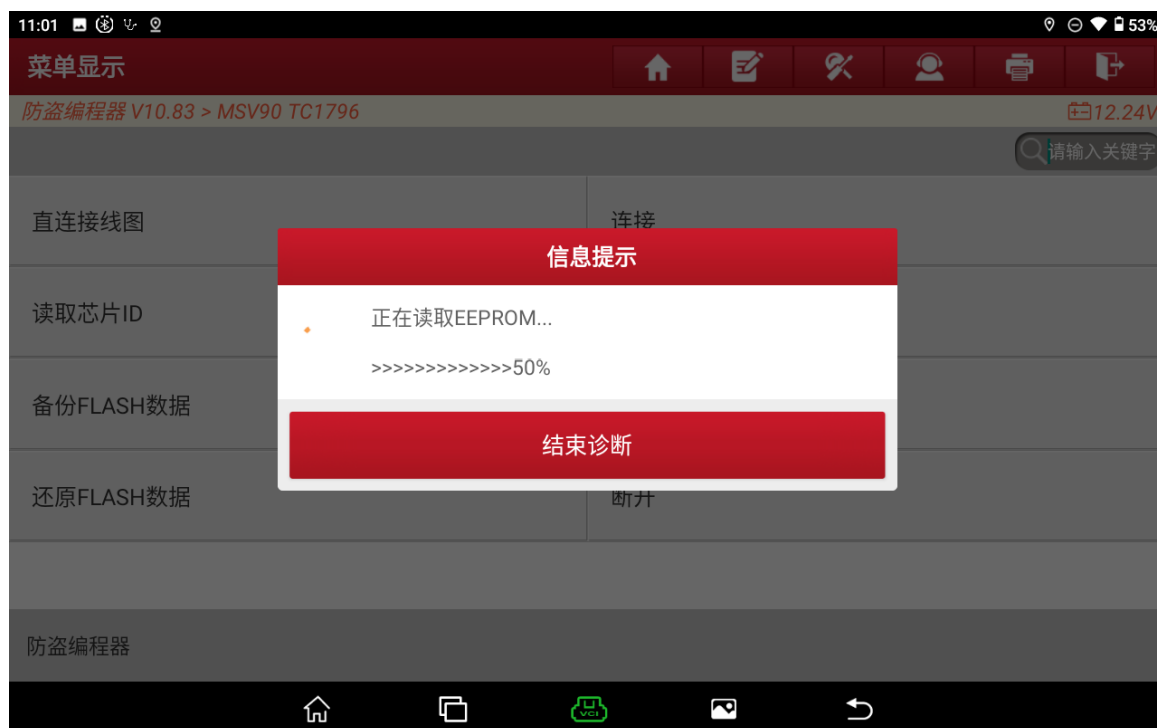 11:01
53%
菜单显示
防盗编程器 V10.83 > MSV90 TC1796
12.24V
请输入关键字
直连接线图
连接
信息提示
读取芯片ID
正在读取EEPROM...
>>>>>>>>>>>>>50%
备份FLASH数据
结束诊断
还原FLASH数据
断开
防盗编程器
VCI